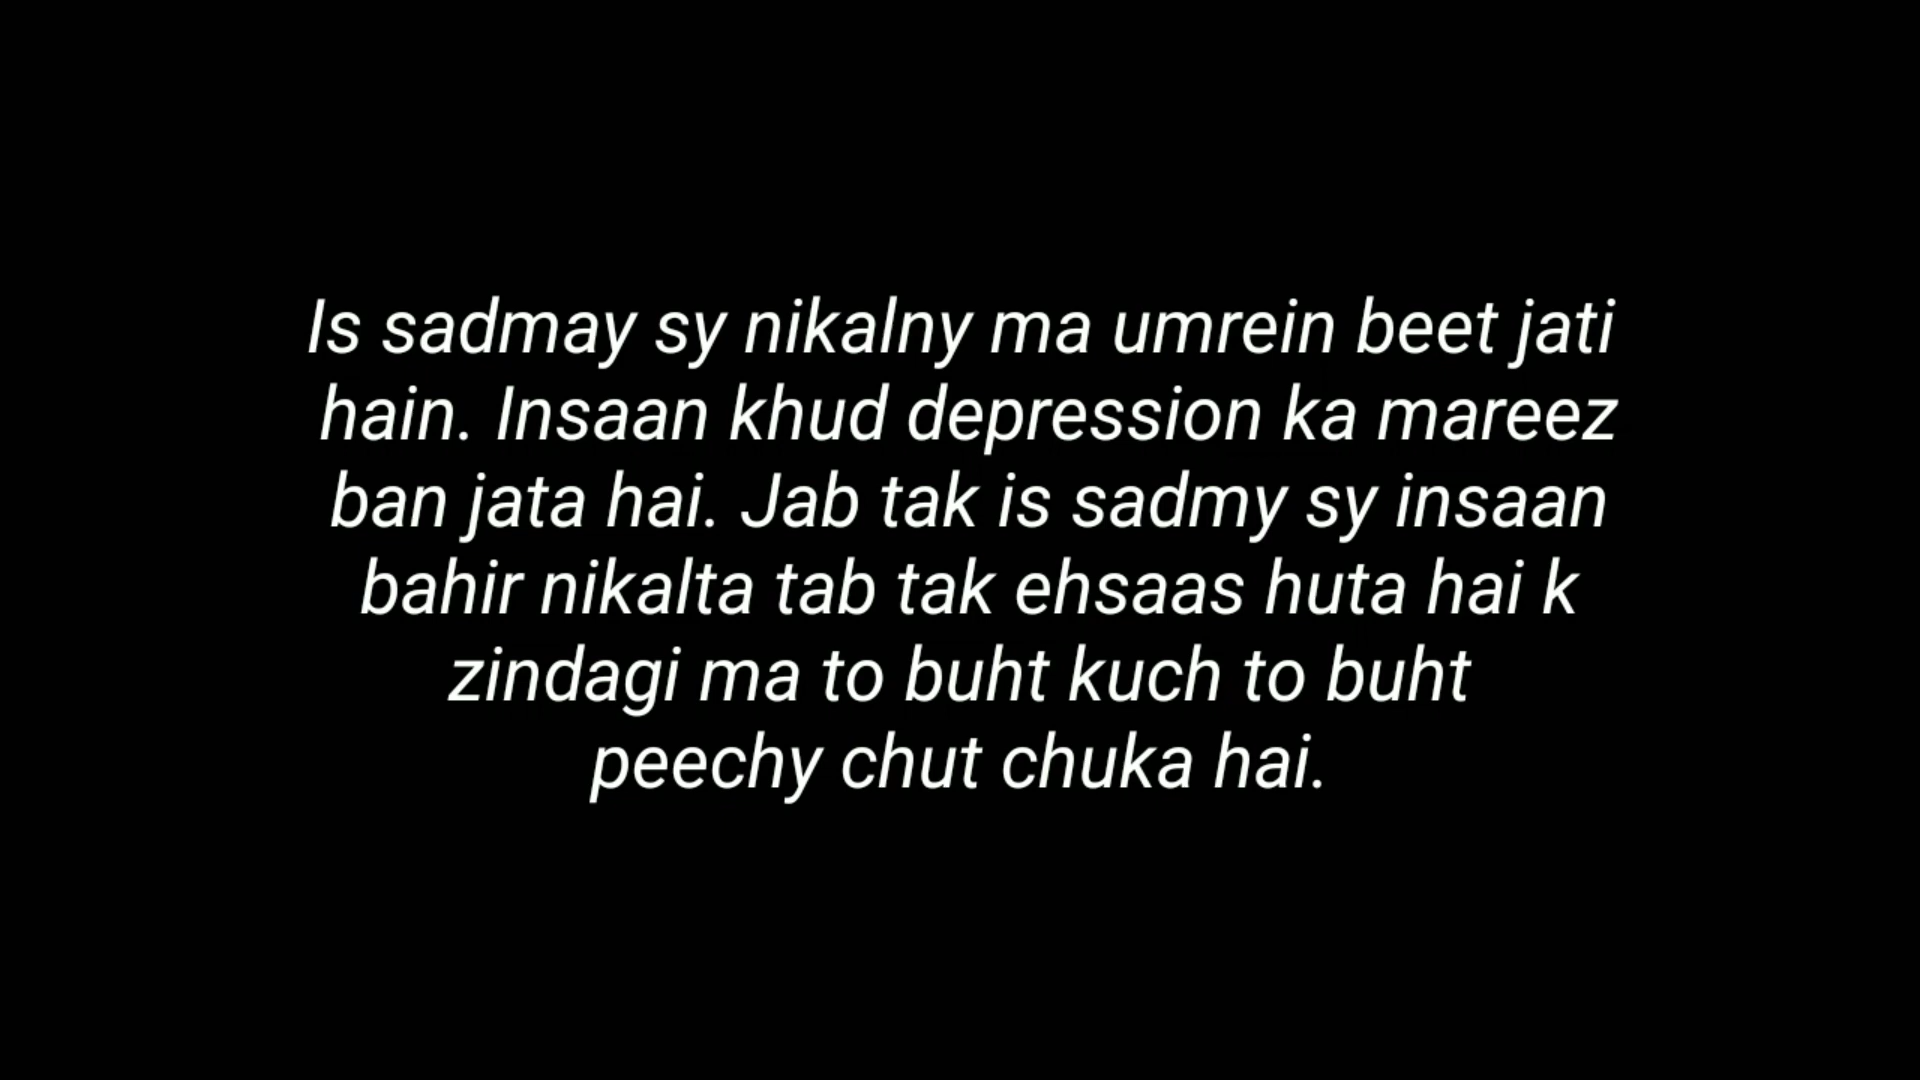 Is sadmay sy nikalny ma umrein beet jati
hain. Insaan khud depression ka mareez
ban jata hai. Jab tak is sadmy sy insaan
bahir nikalta tab tak ehsaas huta hai k
zindagi ma to buht kuch to buht
peechy chut chuka hai.